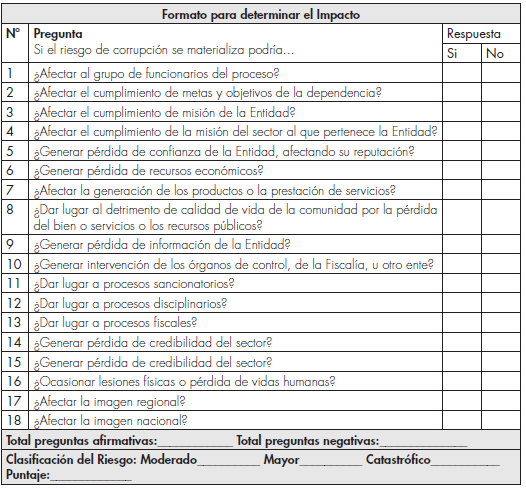 Formato para determinar el Impacto
N° Pregunta Respuesta
Si el riesgo de corrupción se materializa podría... Si No
1 ¿Afectar al grupo de funcionarios del proceso?
2 ¿Afectar el cumplimiento de metas y objetivos de la dependencia?
3 ¿Afectar el cumplimiento de misión de la Entidad?
4 ¿Afectar el cumplimiento de la misión del sector al que pertenece la Entidad?
5 ¿Generar pérdida de confianza de la Entidad, afectando su reputación?
6 ¿Generar pérdida de recursos económicos?
7 ¿Afectar la generación de los productos o la prestación de servicios?
8 ¿Dar lugar al detrimento de calidad de vida de la comunidad por la pérdida
del bien o servicios o los recursos públicos?
9 ¿Generar pérdida de información de la Entidad?
10 ¿Generar intervención de los órganos de control, de la Fiscalía, u otro ente?
11 ¿Dar lugar a procesos sancionatorios?
12 ¿Dar lugar a procesos disciplinarios?
13 ¿Dar lugar a procesos fiscales?
14 ¿Generar pérdida de credibilidad del sector?
15 ¿Generar pérdida de credibilidad del sector?
16 ¿Ocasionar lesiones físicas o pérdida de vidas humanas?
17 ¿Afectar la imagen regional?
18 ¿Afectar la imagen nacional?
Total preguntas afirmativas:____________ Total preguntas negativas:______________
Clasificación del Riesgo: Moderado__________ Mayor__________ Catastrófico___________
Puntaje:_____________